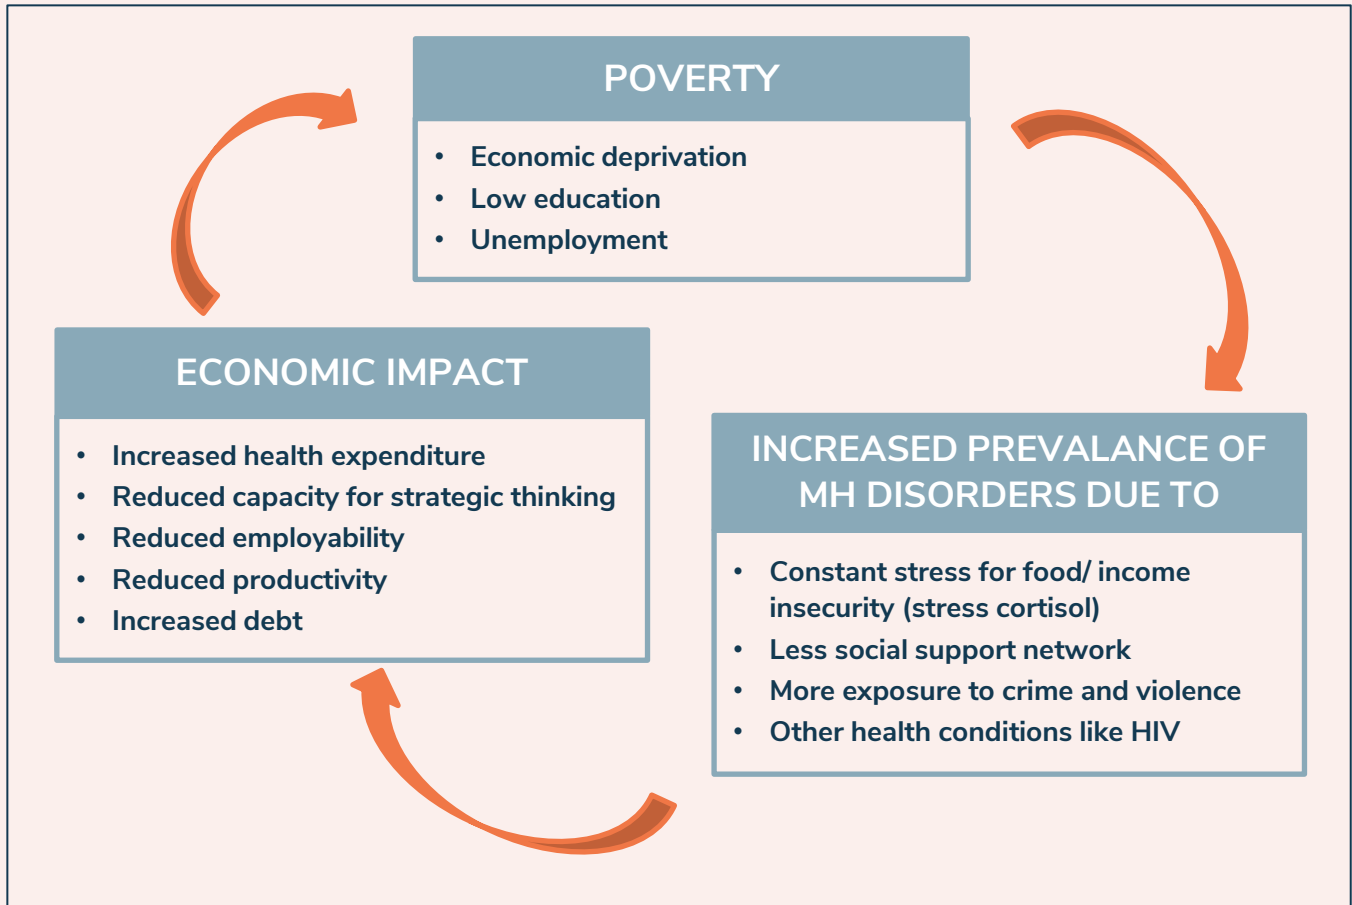 POVERTY
• Economic deprivation
• Low education
• Unemployment
ECONOMIC IMPACT
• Increased health expenditure
• Reduced capacity for strategic thinking
• Reduced employability
• Reduced productivity
• Increased debt
INCREASED PREVALANCE OF
MH DISORDERS DUE TO
• Constant stress for food/ income
insecurity (stress cortisol)
• Less social support network
• More exposure to crime and violence
• Other health conditions like HIV